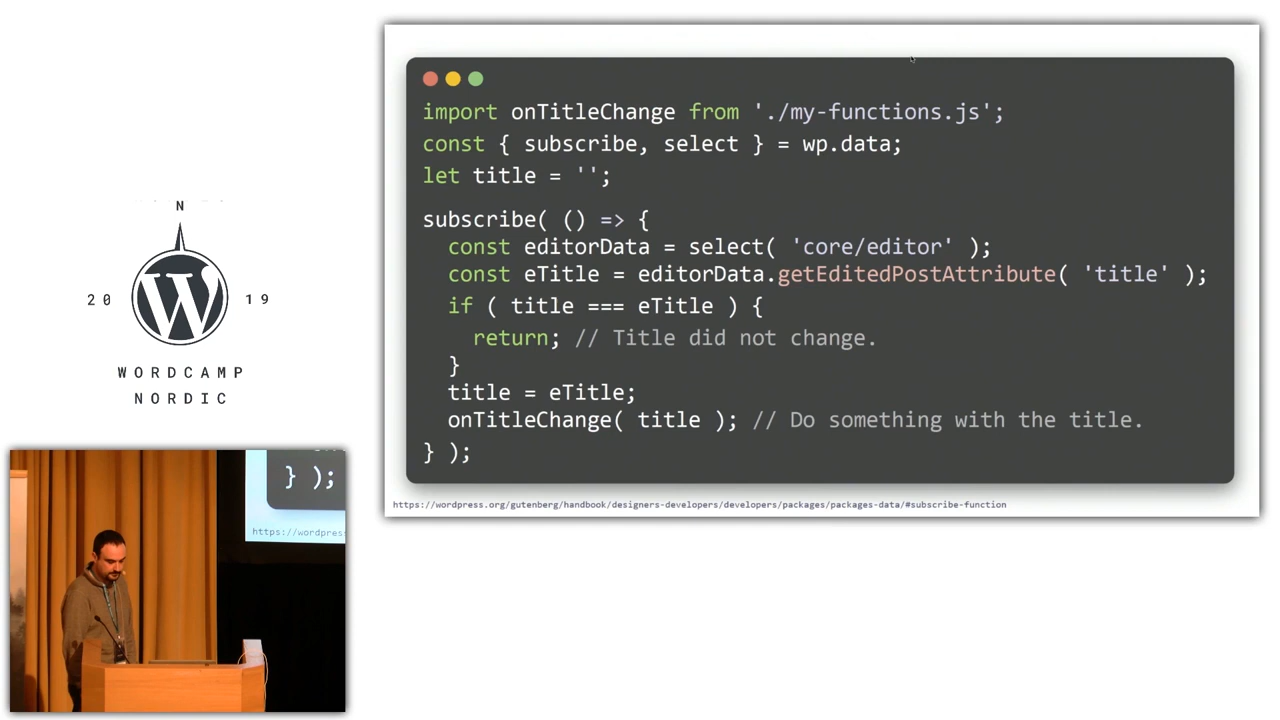 import onTitleChange from './my-functions.js';
const { subscribe, select } = wp.data;
let title = '';
subscribe( () => {
const editorData = select( 'core/editor' );
const eTitle = editorData.getEditedPostAttribute( 'title' );
if ( title === eTitle ) {
return; // Title did not change.
}
title = eTitle;
onTitleChange( title ); // Do something with the title.
} );
https://wordpress.org/gutenberg/handbook/designers-developers/developers/packages/packages-data/#subscribe-function
N
W
20 19
WORDCAMP
NORDIC
} );
https://wordpress